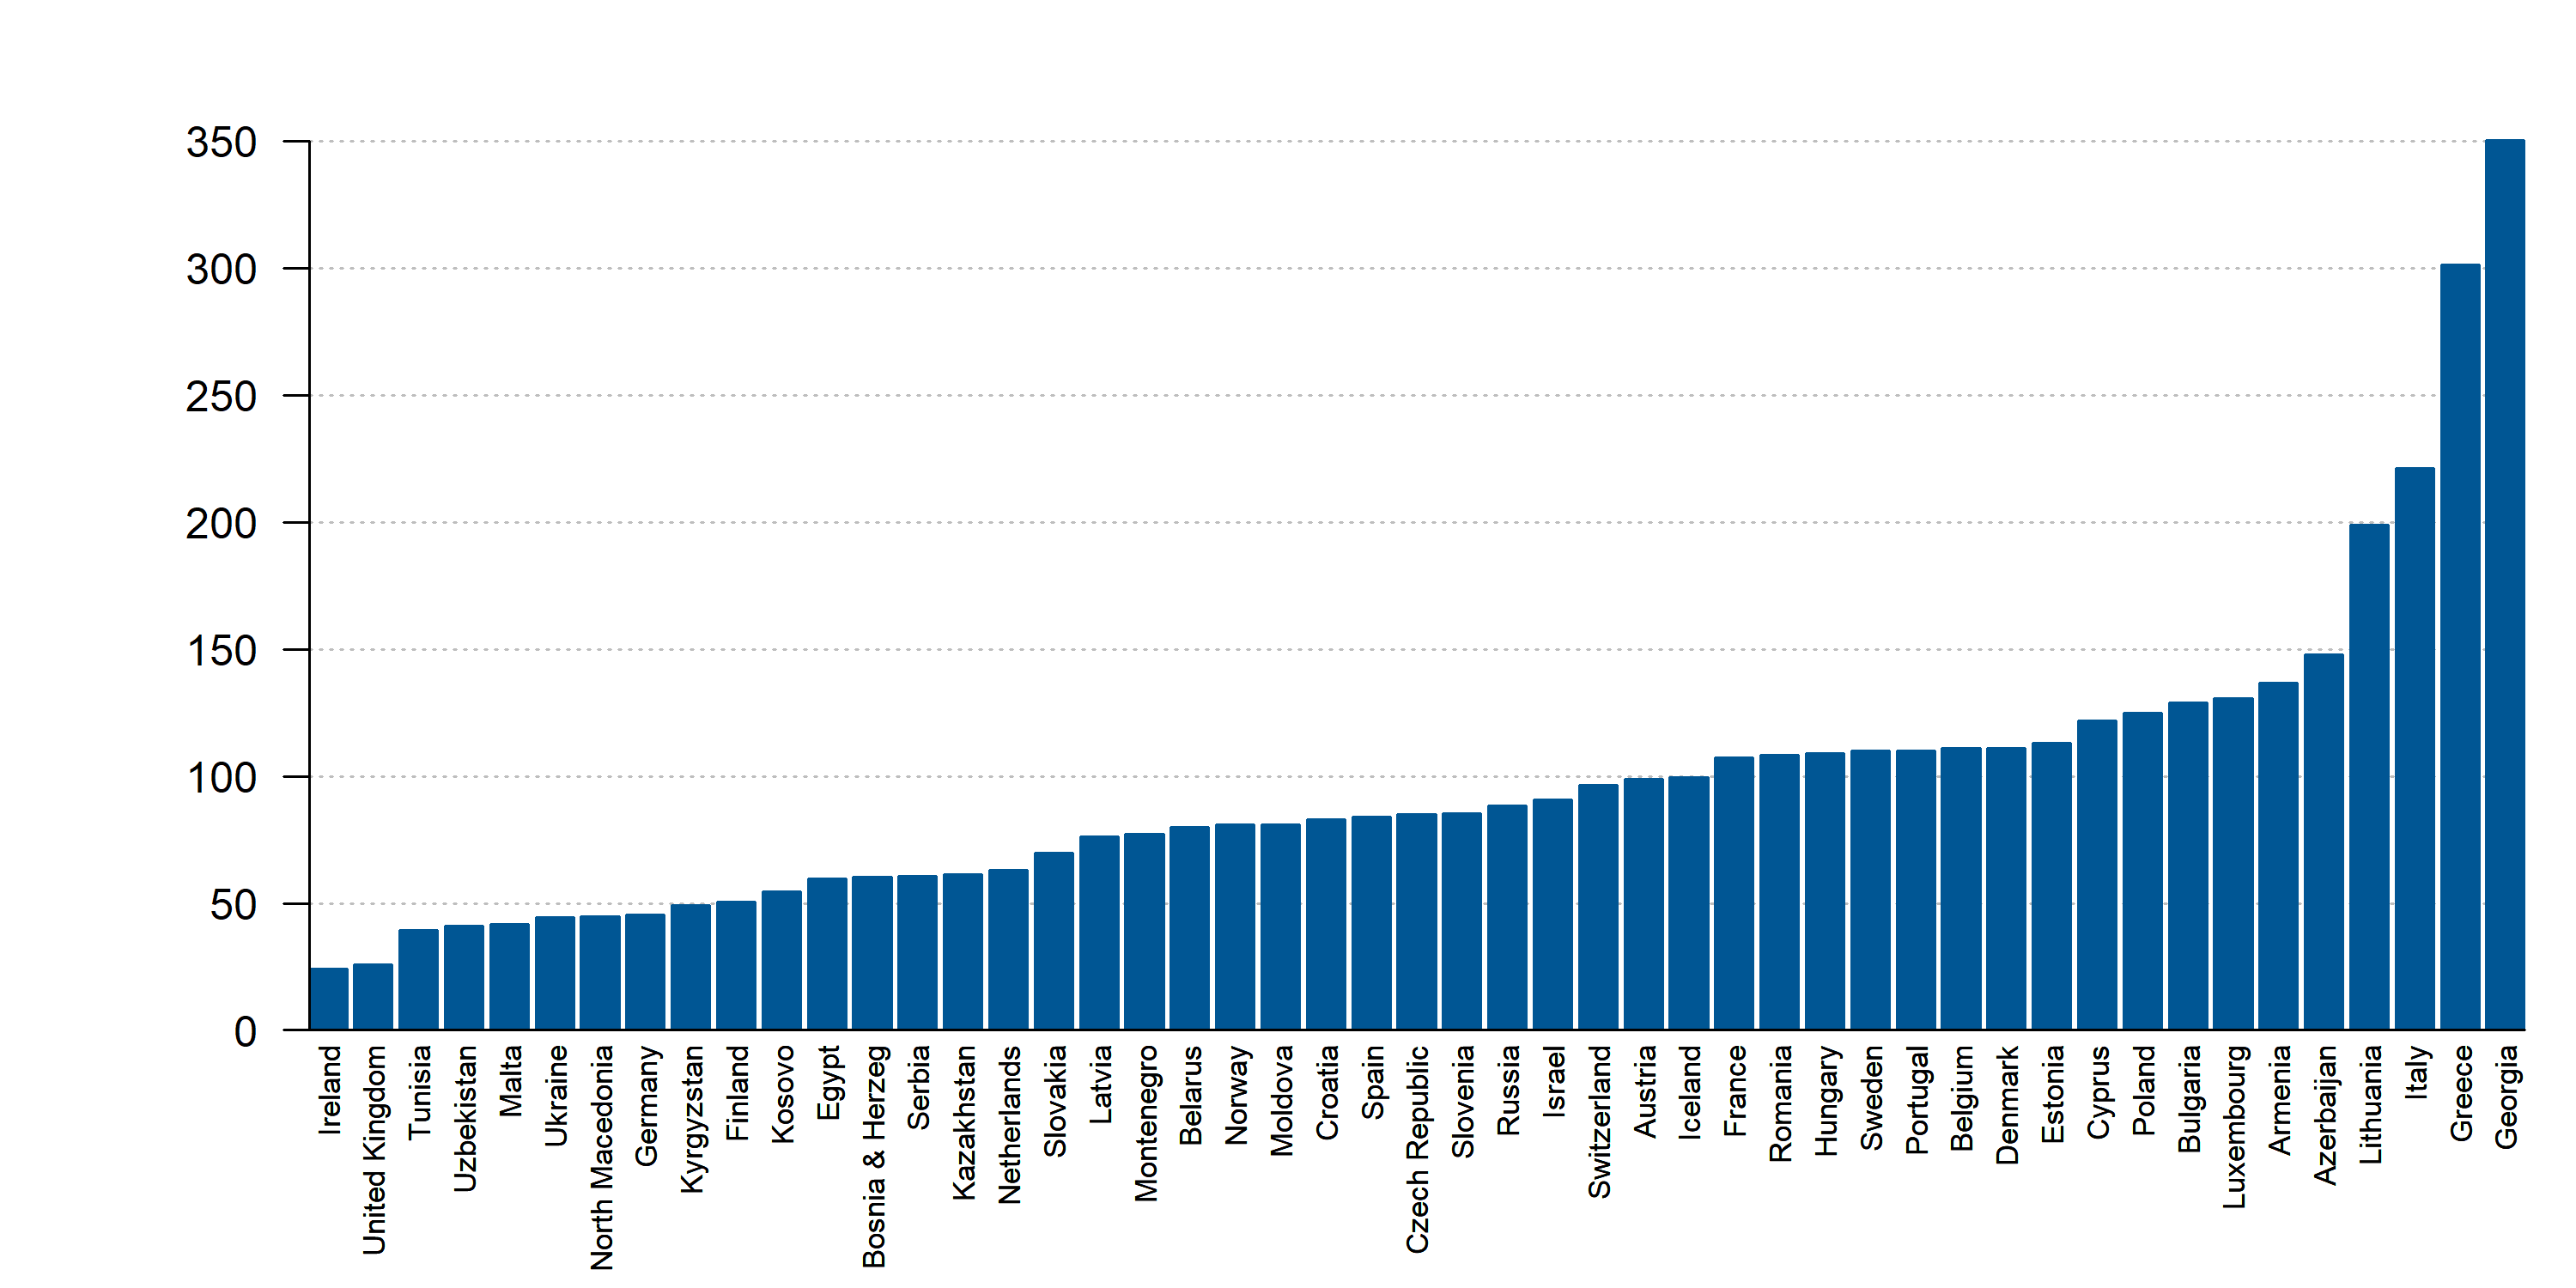 350
300
250
200
150
100
50
0
Ireland
United Kingdom
Tunisia
Uzbekistan
Malta
Ukraine
North Macedonia
Germany
Kyrgyzstan
Finland
Kosovo
Egypt
Bosnia & Herzeg
Serbia
Kazakhstan
Netherlands
Slovakia
Latvia
Montenegro
Belarus
Norway
Moldova
Croatia
Spain
Czech Republic
Slovenia
Russia
Israel
Switzerland
Austria
Iceland
France
Romania
Hungary
Sweden
Portugal
Belgium
Denmark
Estonia
Cyprus
Poland
Bulgaria
Luxembourg
Armenia
Azerbaijan
Lithuania
Italy
Greece
Georgia